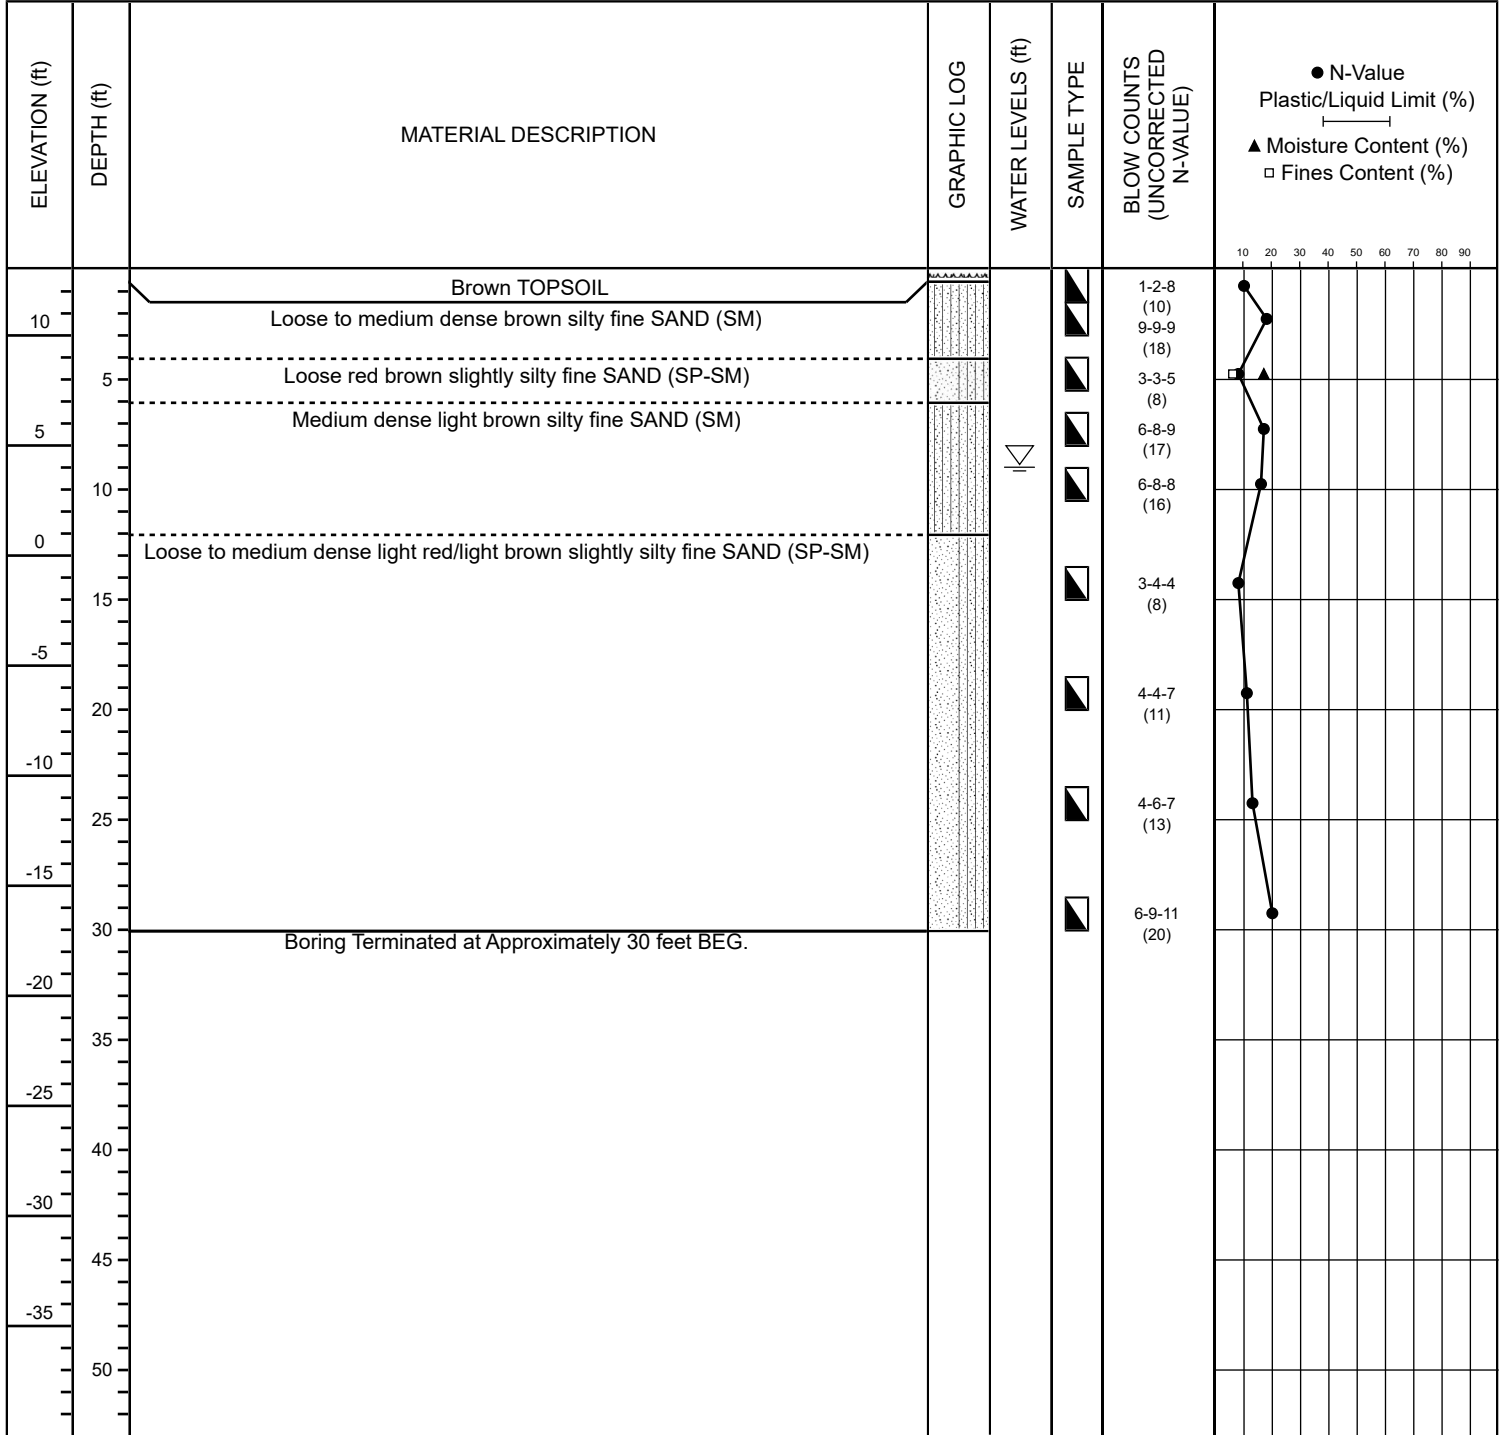 ELEVATION (ft)
DEPTH (ft)
MATERIAL DESCRIPTION
GRAPHIC LOG
WATER LEVELS (ft)
SAMPLE TYPE
BLOW COUNTS
(UNCORRECTED
N-VALUE)
● N-Value
Plastic/Liquid Limit (%)
▲ Moisture Content (%)
□ Fines Content (%)
10 20 30 40 50 60 70 80 90
Brown TOPSOIL
1-2-8
(10)
Loose to medium dense brown silty fine SAND (SM)
10
9-9-9
(18)
Loose red brown slightly silty fine SAND (SP-SM)
5
3-3-5
(8)
Medium dense light brown silty fine SAND (SM)
5
6-8-9
(17)
10
6-8-8
(16)
0
Loose to medium dense light red/light brown slightly silty fine SAND (SP-SM)
3-4-4
15
(8)
-5
4-4-7
20
(11)
-10
4-6-7
25
(13)
-15
6-9-11
30
(20)
Boring Terminated at Approximately 30 feet BEG.
-20
35
-25
40
-30
45
-35
50